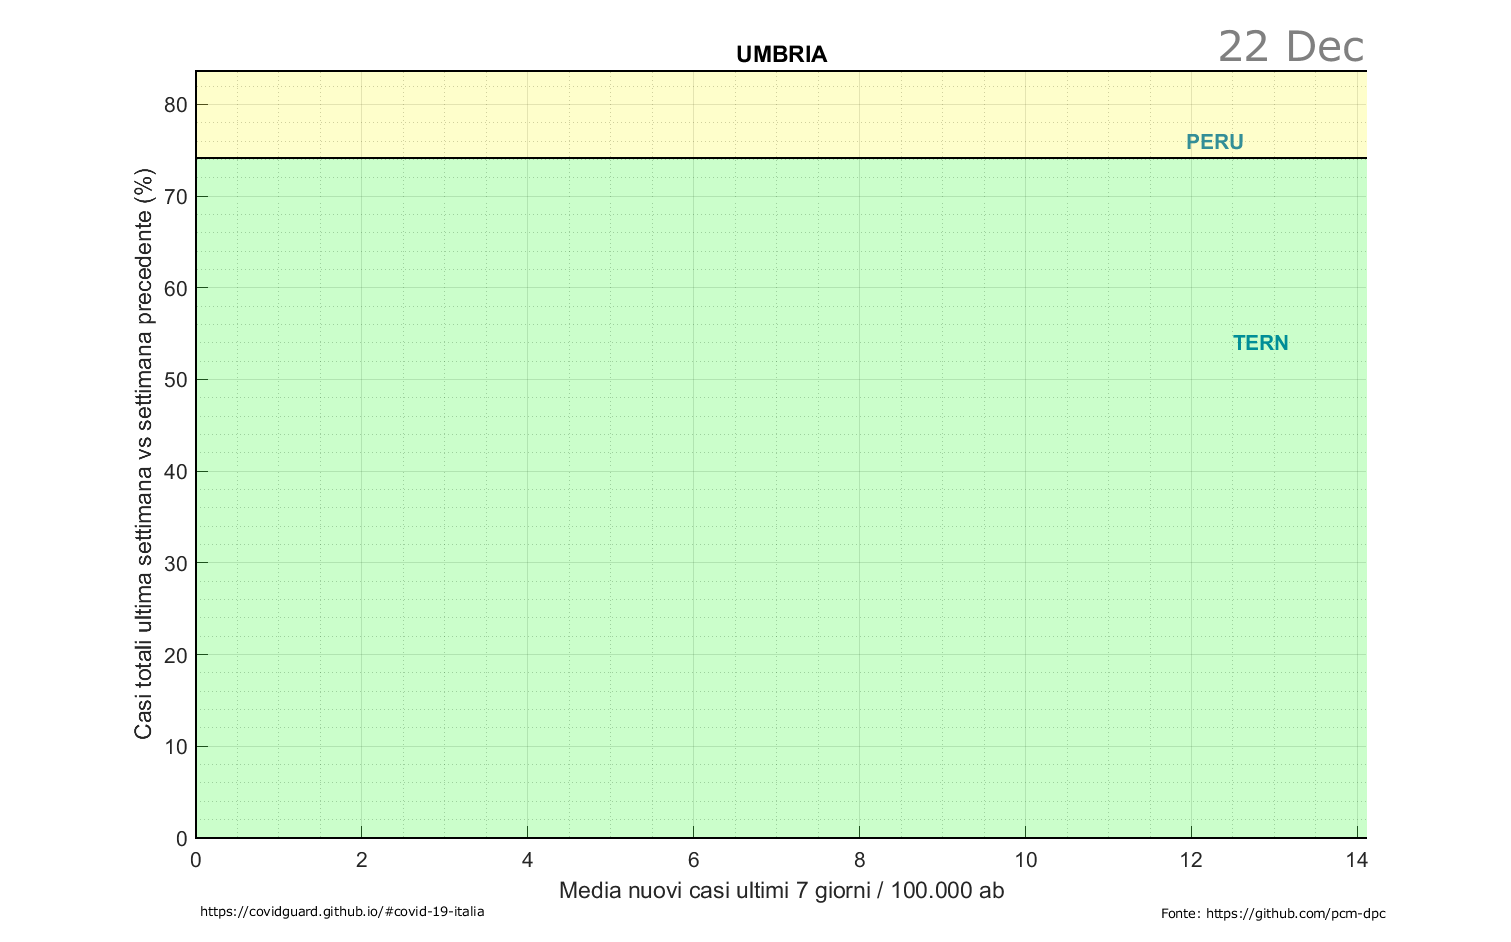 UMBRIA
22 Dec
Casi totali ultima settimana vs settimana precedente (%)
80
70
60
50
40
30
20
10
0
PERU
TERN
0 2 4 6 8 10 12 14
Media nuovi casi ultimi 7 giorni / 100.000 ab
https://covidguard.github.io/#covid-19-italia
Fonte: https://github.com/pcm-dpc